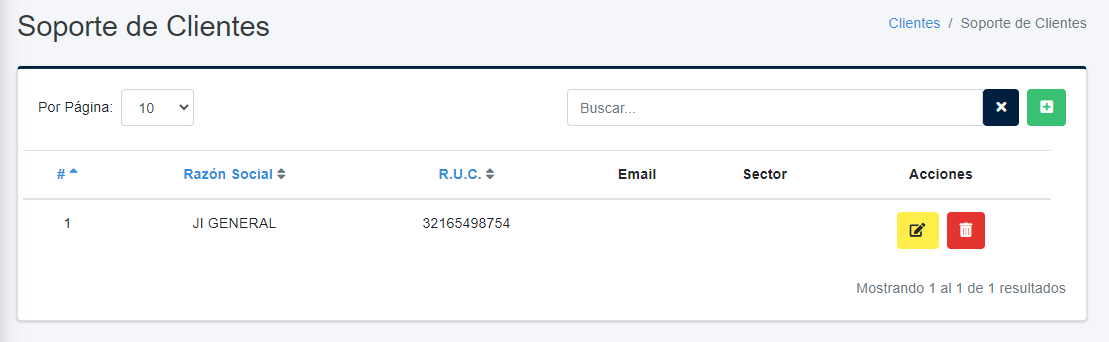 Soporte de Clientes
Clientes / Soporte de Clientes
Por Página: 10
Buscar...
# Razón Social R.U.C. Email Sector Acciones
1 JI GENERAL 32165498754
Mostrando 1 al 1 de 1 resultados